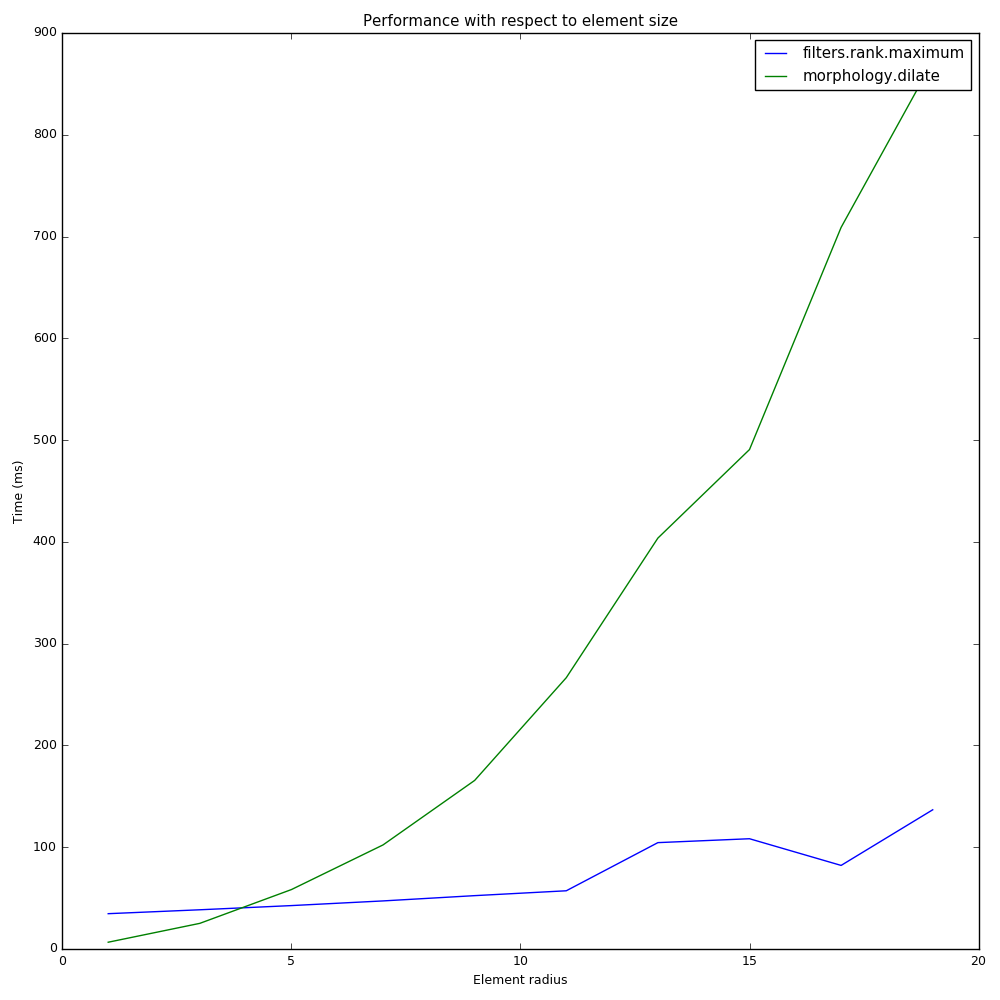 Performance with respect to element size
filters.rank.maximum
morphology.dilate
900
800
700
600
500
400
300
200
100
0
Time (ms)
0 5 10 15 20
Element radius